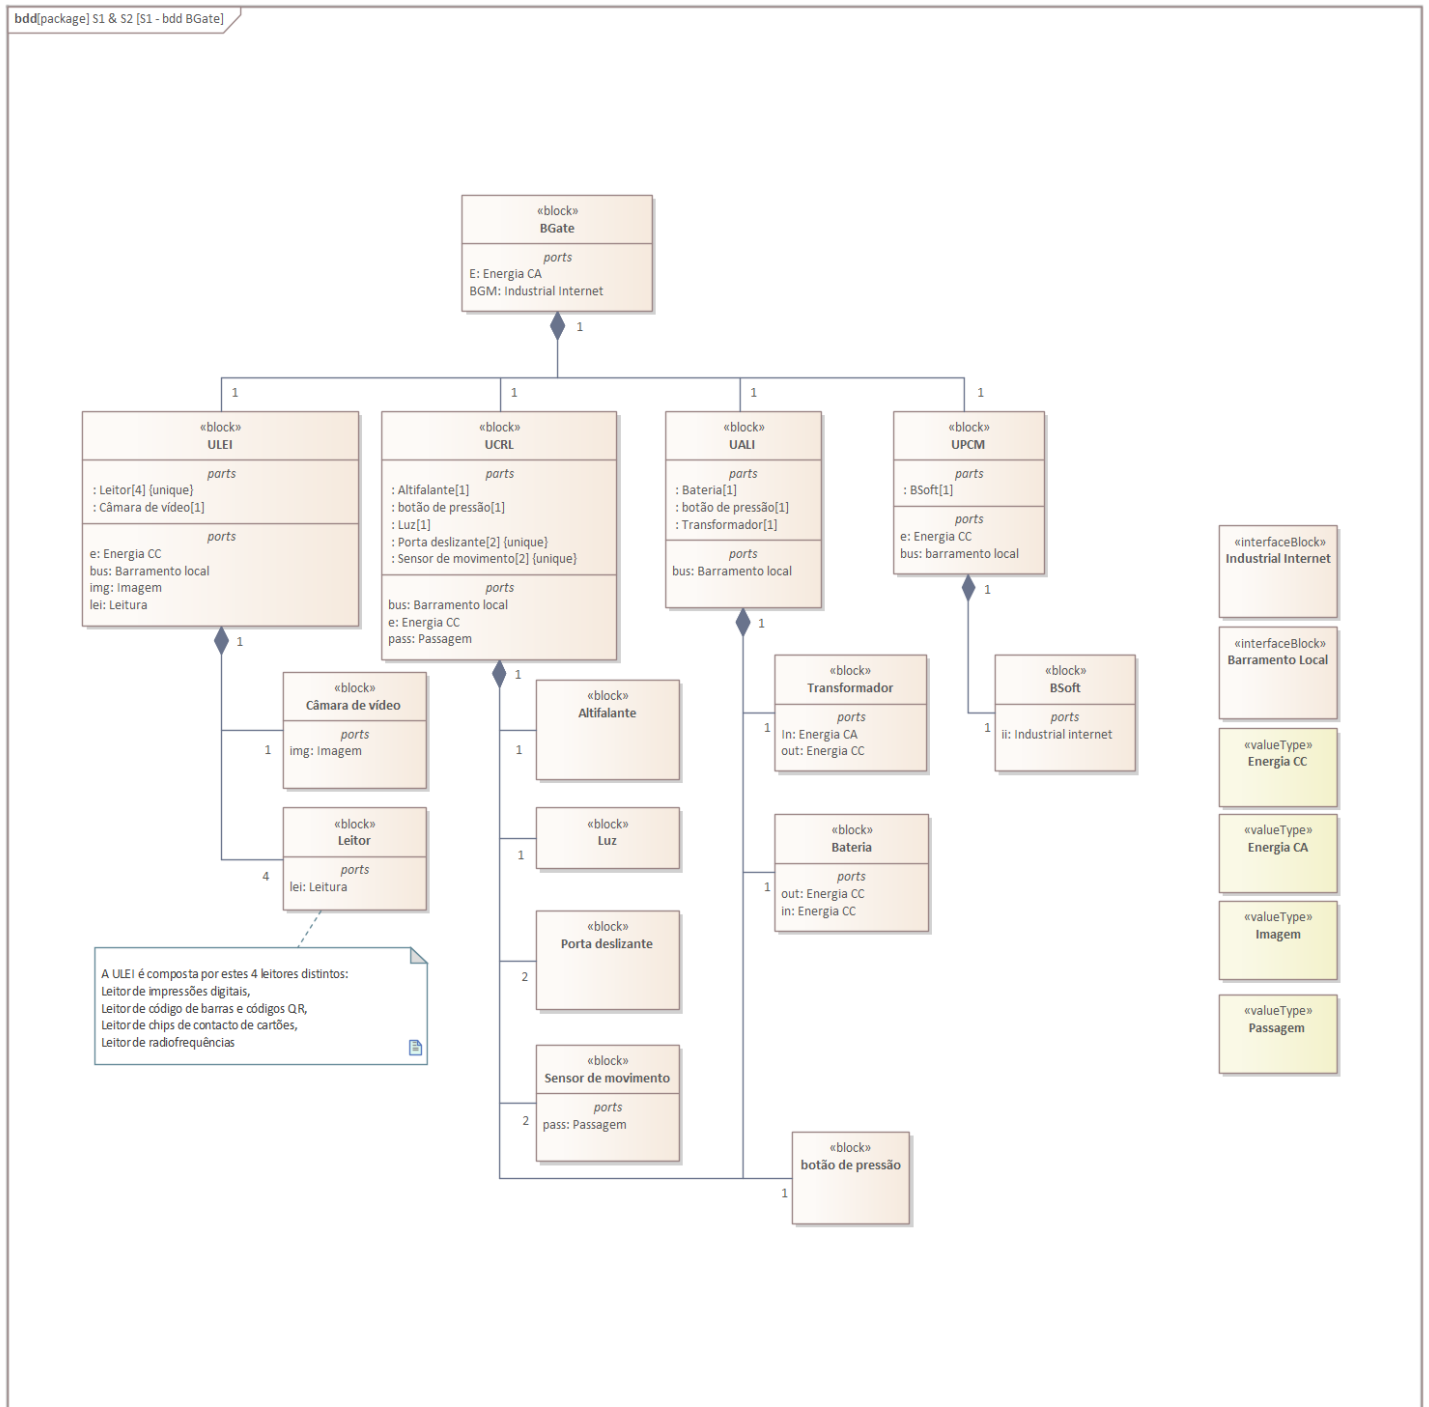 bdd[package] S1 & S2 [S1 - bdd BGate]
«block»
BGate
ports
E: Energia CA
BGM: Industrial Internet
1
1
1
1
1
«block»
ULEI
parts
: Leitor[4] {unique}
: Câmara de vídeo[1]
ports
e: Energia CC
bus: Barramento local
img: Imagem
lei: Leitura
1
«block»
UCRL
parts
: Altifalante[1]
: botão de pressão[1]
: Luz[1]
: Porta deslizante[2] {unique}
: Sensor de movimento[2] {unique}
ports
bus: Barramento local
e: Energia CC
pass: Passagem
1
«block»
UALI
parts
: Bateria[1]
: botão de pressão[1]
: Transformador[1]
ports
bus: Barramento local
1
«block»
UPCM
parts
: BSoft[1]
ports
e: Energia CC
bus: barramento local
1
«block»
Câmara de vídeo
ports
img: Imagem
1
«block»
Leitor
ports
lei: Leitura
4
A ULEI é composta por estes 4 leitores distintos:
Leitor de impressões digitais,
Leitor de código de barras e códigos QR,
Leitor de chips de contacto de cartões,
Leitor de radiofrequências
«block»
Altifalante
1
«block»
Luz
1
«block»
Porta deslizante
2
«block»
Sensor de movimento
ports
pass: Passagem
2
«block»
Transformador
ports
In: Energia CA
out: Energia CC
1
«block»
Bateria
ports
out: Energia CC
in: Energia CC
1
«block»
botão de pressão
1
«block»
BSoft
ports
ii: Industrial internet
1
«interfaceBlock»
Industrial Internet
«interfaceBlock»
Barramento Local
«valueType»
Energia CC
«valueType»
Energia CA
«valueType»
Imagem
«valueType»
Passagem